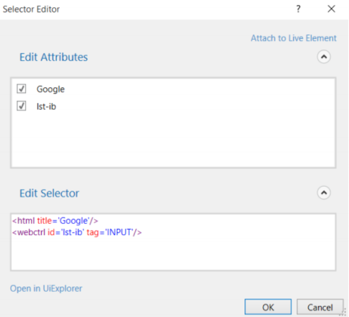 Selector Editor
?
Attach to Live Element
Edit Attributes
Google
lst-ib
Edit Selector
<html title='Google'/>
<webctrl id='lst-ib' tag='INPUT'/>
Open in UiExplorer
OK
Cancel